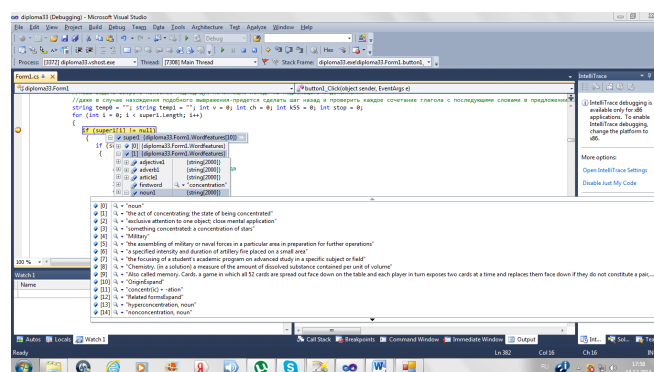 diploma33 (Debugging) - Microsoft Visual Studio
File Edit View Project Build Debug Team Data Tools Architecture Test Analyze Window Help
Debug
Hex
Process: [3372] diploma33.vshost.exe Thread: [7308] Main Thread Stack Frame: diploma33.exe!diploma33.Form1.button1_
Form1.cs
diploma33.Form1 button1_Click(object sender, EventArgs e)
//даже в случае нахождения подобного выражения-придется сделать шаг назад и проверить каждое сочетание глагола с последующими словами в предложении
string temp0 = ""; string temp1 = ""; int v = 0; int ch = 0; int k55 = 0; int stop = 0;
for (int i = 0; i < super1.Length; i++)
{
if (super1[i] != null)
{ super1 {diploma33.Form1.Wordfeatures[10]}
if (s [0] {diploma33.Form1.Wordfeatures}
{ [1] {diploma33.Form1.Wordfeatures}
adjective1 {string[2000]}
adverb1 {string[2000]}
article1 {string[2000]}
firstword "concentration"
noun1 {string[2000]}
[0] "noun"
[1] "the act of concentrating; the state of being concentrated"
[2] "exclusive attention to one object; close mental application"
[3] "something concentrated: a concentration of stars"
[4] "Military"
[5] "the assembling of military or naval forces in a particular area in preparation for further operations"
[6] "a specified intensity and duration of artillery fire placed on a small area"
[7] "the focusing of a student's academic program on advanced study in a specific subject or field"
[8] "Chemistry. (in a solution) a measure of the amount of dissolved substance contained per unit of volume"
[9] "Also called memory. Cards. a game in which all 52 cards are spread out face down on the table and each player in turn exposes two cards at a time and replaces them face down if they do not constitute a pair,...
[10] "OriginExpand"
[11] "concentr(ic) + -ation"
[12] "Related formsExpand"
[13] "hyperconcentration, noun"
[14] "nonconcentration, noun"
100 %
Watch 1
Name
IntelliTrace
IntelliTrace debugging is
available only for x86
applications. To enable
IntelliTrace debugging,
change the platform to
x86.
More options:
Open IntelliTrace Settings
Disable Just My Code
Autos Locals Watch 1 Call Stack Breakpoints Command Window Immediate Window Output Int... Sol... Tea
Ready Ln 382 Col 16 Ch 16 IN
RU 17:58